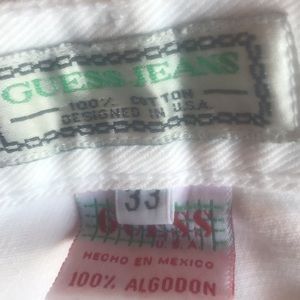 GUESS JEANS
100% COTTON
DESIGNED IN U.S.A.
33
GUESS
U.S.A
HECHO EN MEXICO
100% ALGODON